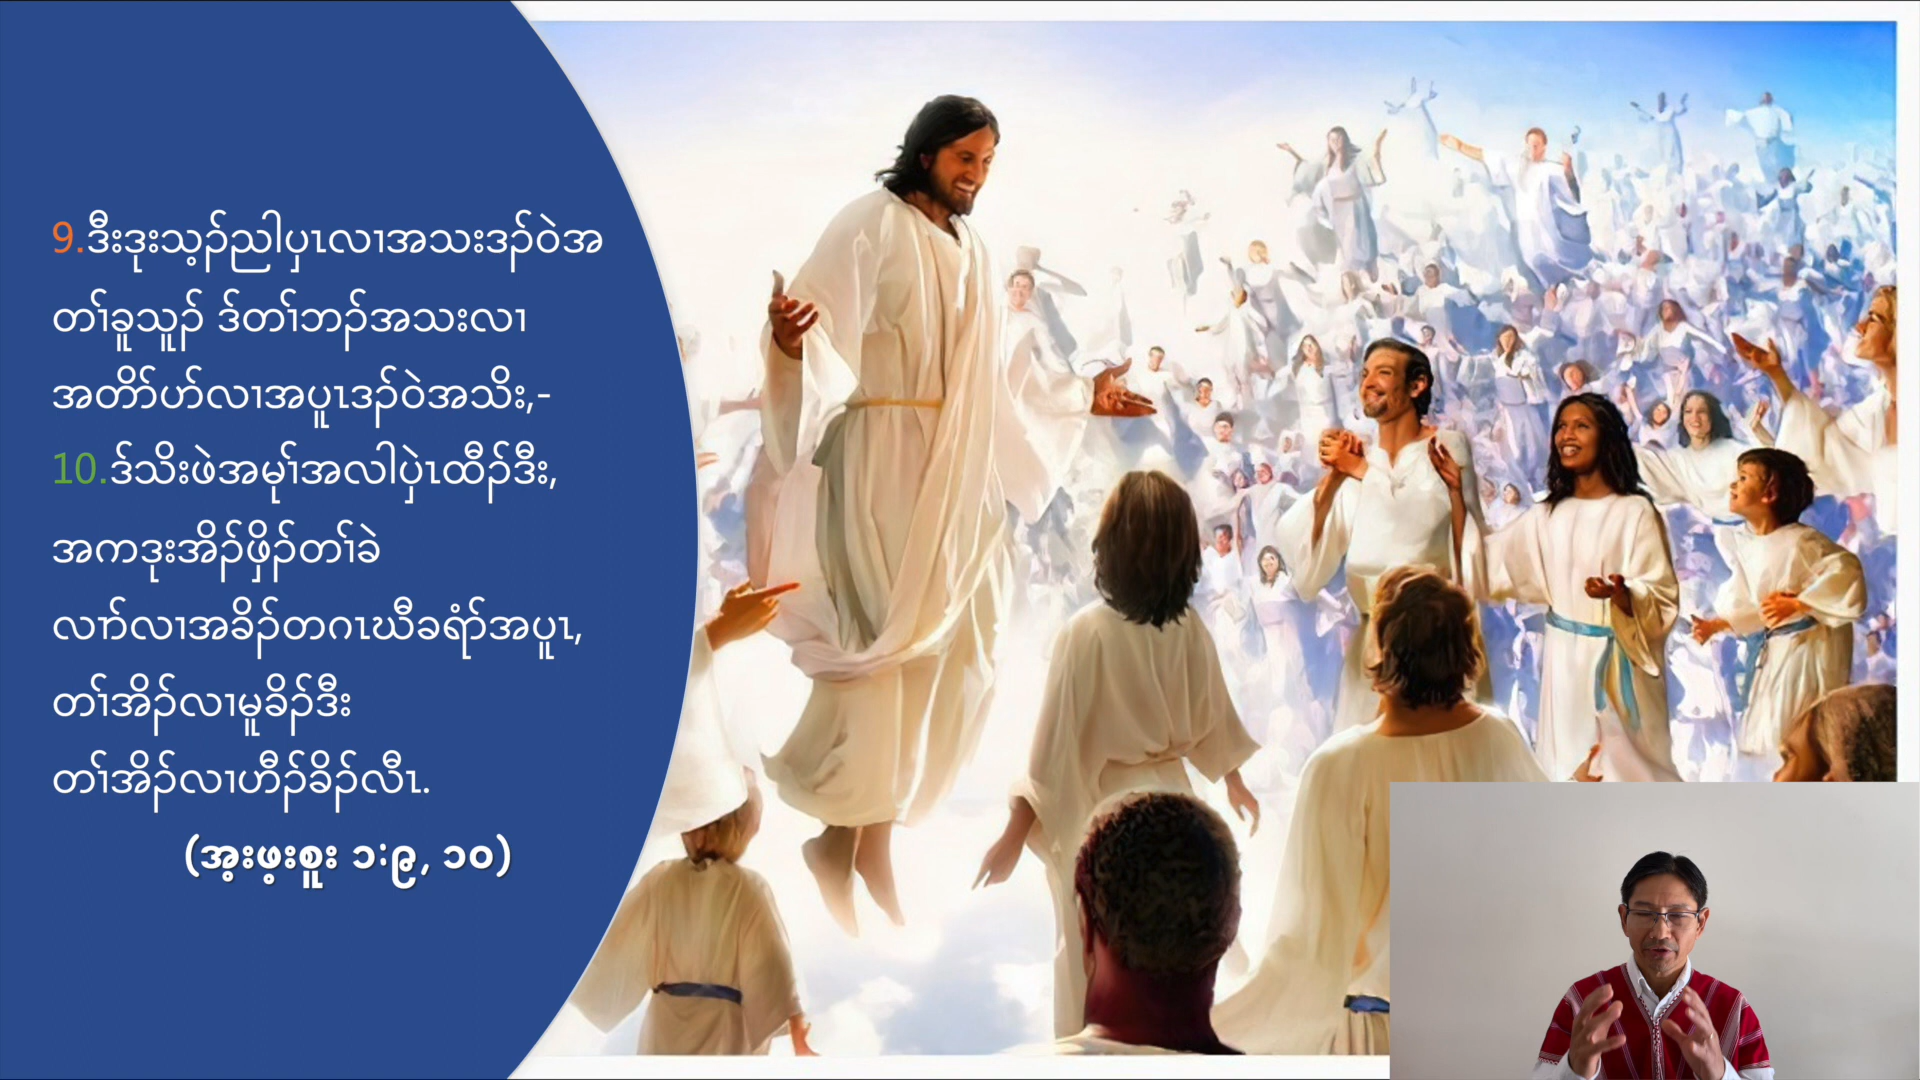 9.ဒီးဒုးသ့ၣ်ညါပှၤလၢအသးဒၣ်ဝဲအ
တၢ်ခူသူၣ် ဒ်တၢ်ဘၣ်အသးလၢ
အတိာ်ဟ်လၢအပူၤဒၣ်ဝဲအသိး,-
10.ဒ်သိးဖဲအမုၢ်အလါပှဲၤထီၣ်ဒီး,
အကဒုးအိၣ်ဖှိၣ်တၢ်ခဲ
လၢာ်လၢအခိၣ်တဂၤဃီခရံာ်အပူၤ,
တၢ်အိၣ်လၢမူခိၣ်ဒီး
တၢ်အိၣ်လၢဟီၣ်ခိၣ်လီၤ.
(အ့းဖ့းစူး ၁:၉, ၁၀)